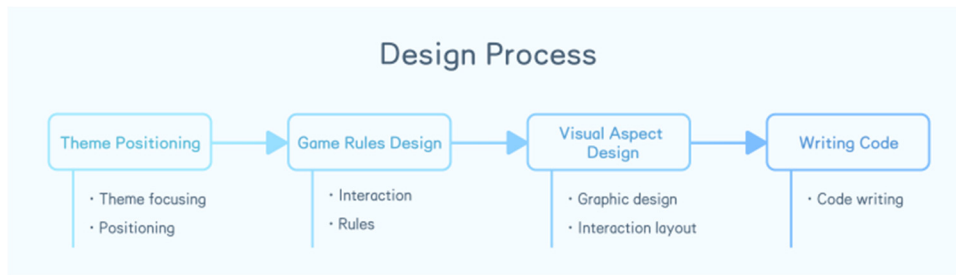 Design Process
Theme Positioning
· Theme focusing
· Positioning
Game Rules Design
· Interaction
· Rules
Visual Aspect
Design
· Graphic design
· Interaction layout
Writing Code
· Code writing